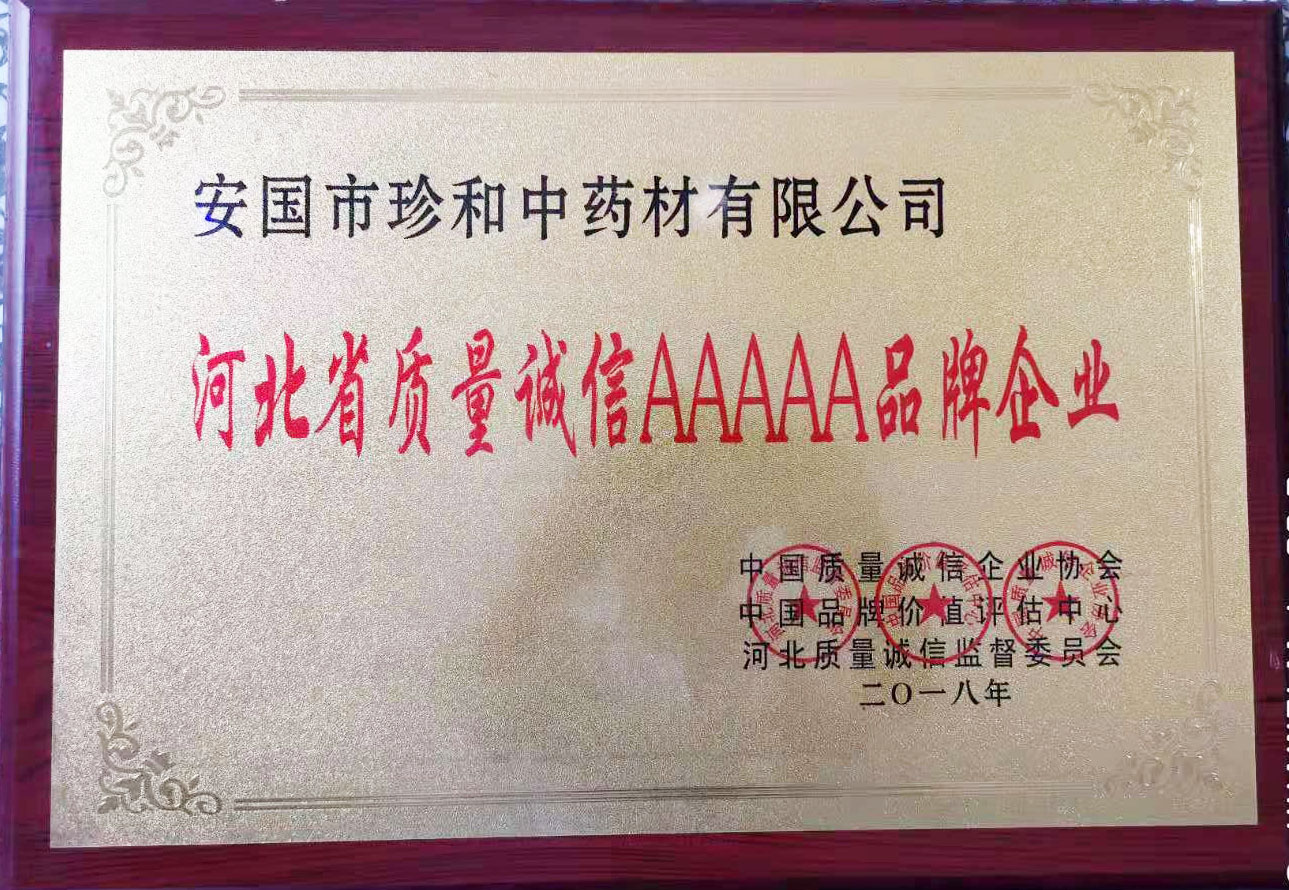 安国市珍和中药材有限公司
河北省质量诚信AAAAA品牌企业
中国质量诚信企业协会
中国品牌价值评估中心
河北质量诚信监督委员会
二〇一八年